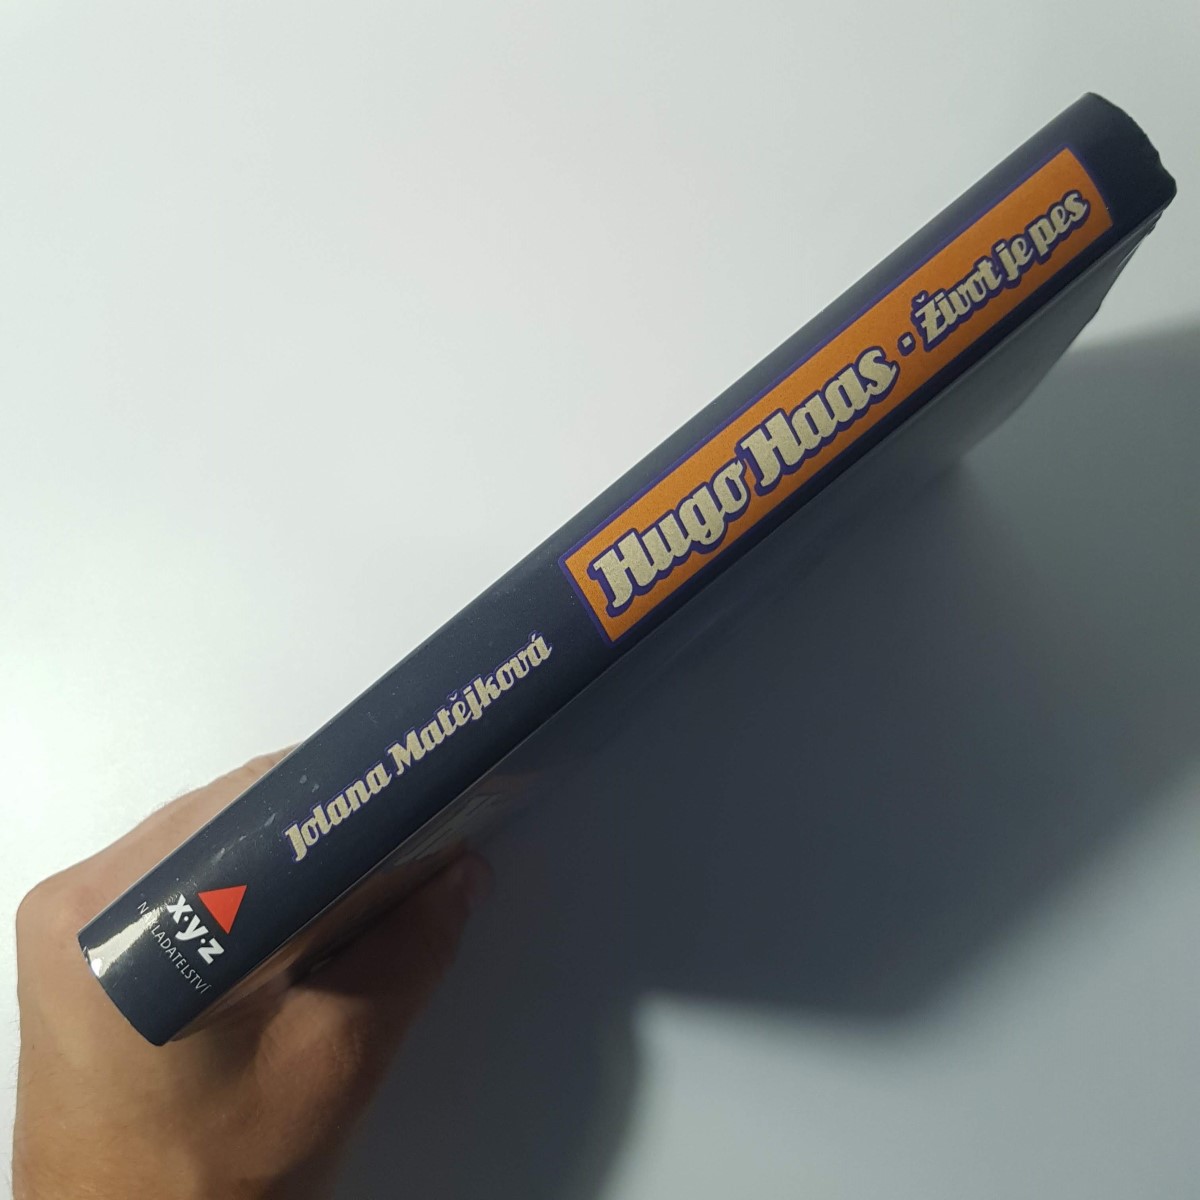 Jolana Matějková
Hugo Haas · Život je pes
x·y·z
NAKLADATELSTVÍ